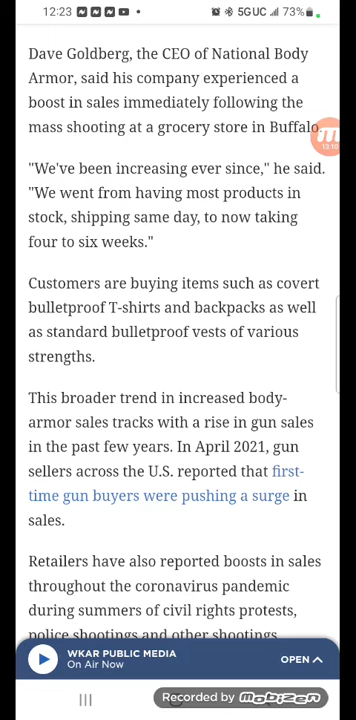 12:23
5GUC
73%
Dave Goldberg, the CEO of National Body
Armor, said his company experienced a
boost in sales immediately following the
mass shooting at a grocery store in Buffalo.
13:10
"We've been increasing ever since," he said.
"We went from having most products in
stock, shipping same day, to now taking
four to six weeks."
Customers are buying items such as covert
bulletproof T-shirts and backpacks as well
as standard bulletproof vests of various
strengths.
This broader trend in increased body-
armor sales tracks with a rise in gun sales
in the past few years. In April 2021, gun
sellers across the U.S. reported that first-
time gun buyers were pushing a surge in
sales.
Retailers have also reported boosts in sales
throughout the coronavirus pandemic
during summers of civil rights protests,
police shootings and other shootings
WKAR PUBLIC MEDIA
On Air Now
OPEN
Recorded by mobizen